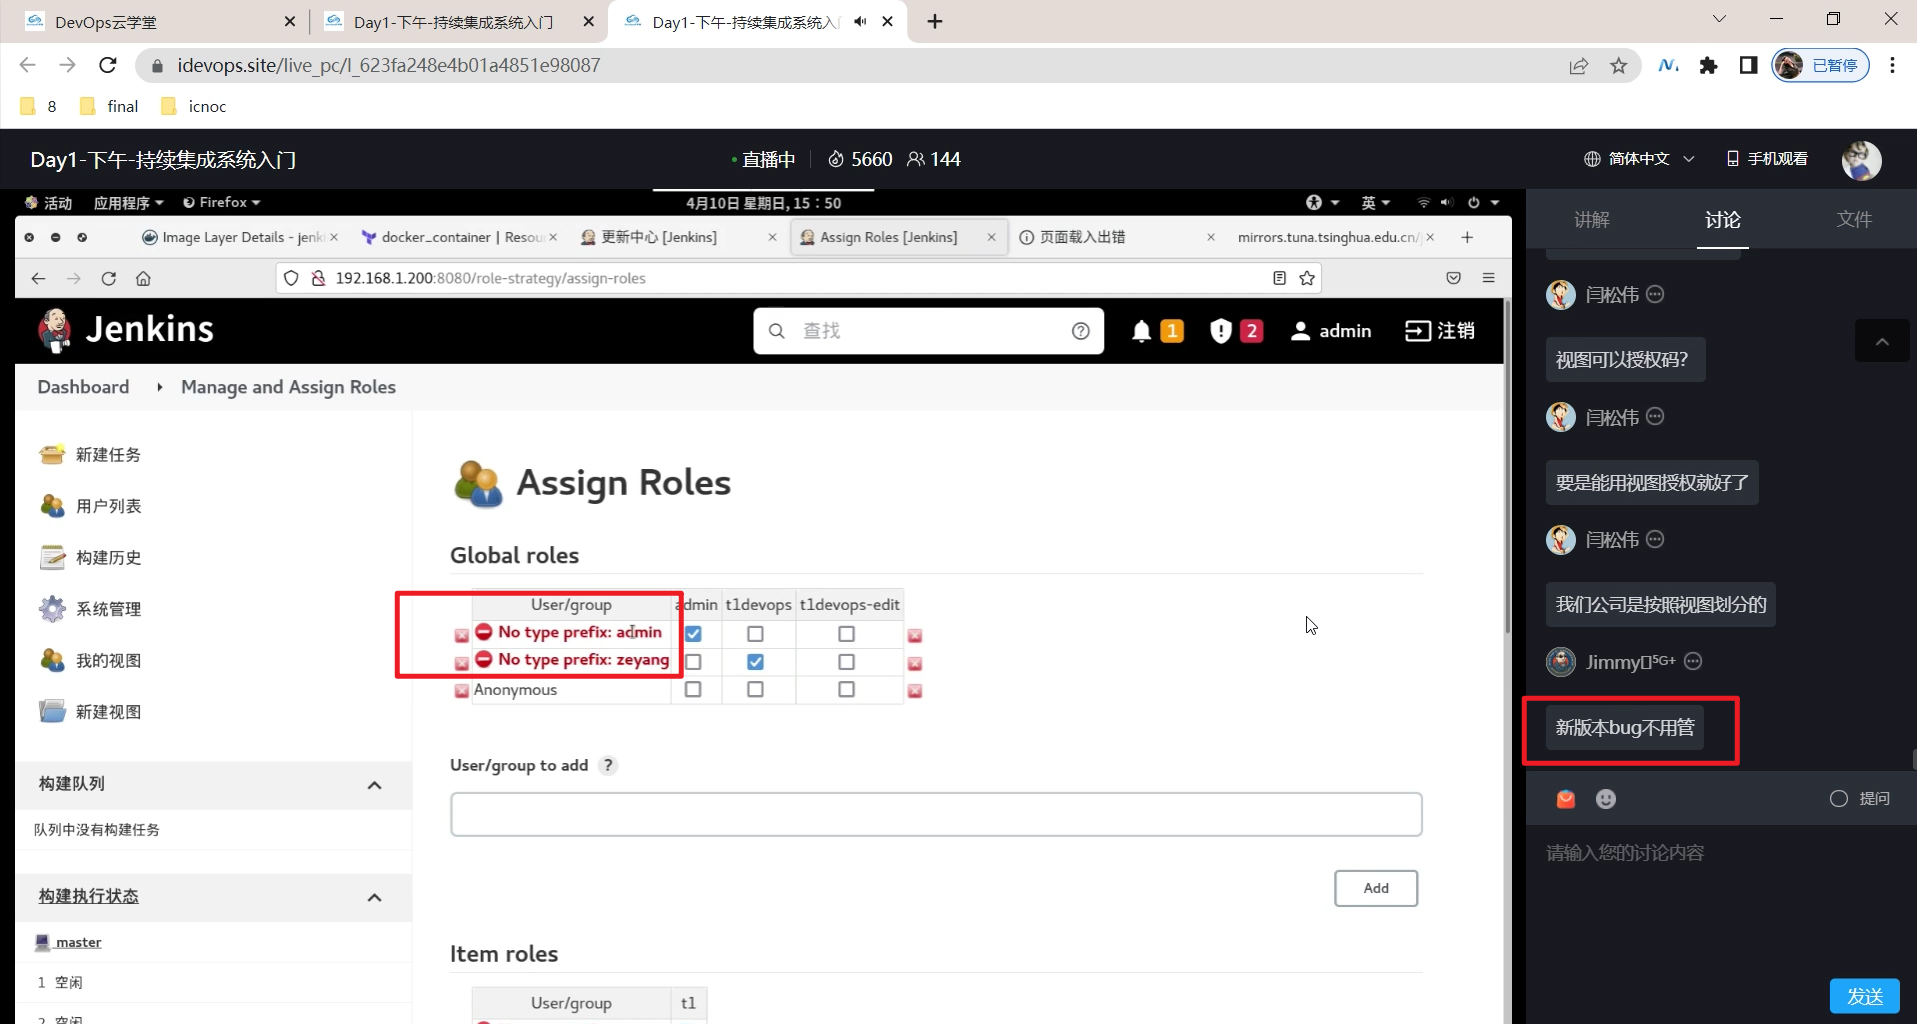 DevOps云学堂
Day1-下午-持续集成系统入门
Day1-下午-持续集成系统入
idevops.site/live_pc/l_623fa248e4b01a4851e98087
已暂停
8
final
icnoc
Day1-下午-持续集成系统入门
直播中
5660
144
简体中文
手机观看
活动
应用程序
Firefox
4月10日 星期日, 15：50
英
Image Layer Details - jenki
docker_container | Resou
更新中心 [Jenkins]
Assign Roles [Jenkins]
页面载入出错
mirrors.tuna.tsinghua.edu.cn/
192.168.1.200:8080/role-strategy/assign-roles
Jenkins
查找
1
2
admin
注销
Dashboard
Manage and Assign Roles
新建任务
用户列表
构建历史
系统管理
我的视图
新建视图
构建队列
队列中没有构建任务
构建执行状态
master
1 空闲
2 空闲
Assign Roles
Global roles
User/group admin t1devops t1devops-edit
No type prefix: admin
No type prefix: zeyang
Anonymous
User/group to add ?
Add
Item roles
User/group t1
讲解
讨论
文件
闫松伟
视图可以授权码?
闫松伟
要是能用视图授权就好了
闫松伟
我们公司是按照视图划分的
Jimmy⁵ᴳ⁺
新版本bug不用管
提问
请输入您的讨论内容
发送